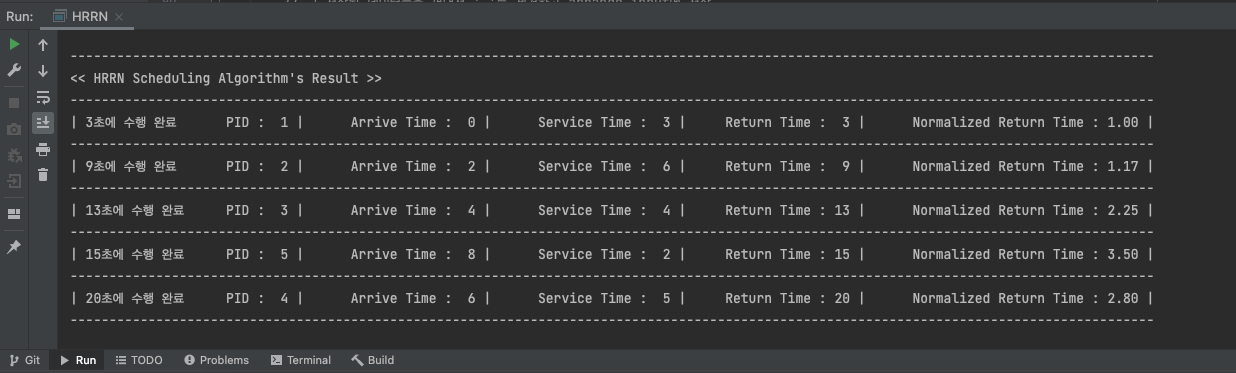 Run: HRRN
--------------------------------------------------------------------------------------------------------------------------------------------
<< HRRN Scheduling Algorithm's Result >>
--------------------------------------------------------------------------------------------------------------------------------------------
| 3초에 수행 완료 PID : 1 | Arrive Time : 0 | Service Time : 3 | Return Time : 3 | Normalized Return Time : 1.00 |
--------------------------------------------------------------------------------------------------------------------------------------------
| 9초에 수행 완료 PID : 2 | Arrive Time : 2 | Service Time : 6 | Return Time : 9 | Normalized Return Time : 1.17 |
--------------------------------------------------------------------------------------------------------------------------------------------
| 13초에 수행 완료 PID : 3 | Arrive Time : 4 | Service Time : 4 | Return Time : 13 | Normalized Return Time : 2.25 |
--------------------------------------------------------------------------------------------------------------------------------------------
| 15초에 수행 완료 PID : 5 | Arrive Time : 8 | Service Time : 2 | Return Time : 15 | Normalized Return Time : 3.50 |
--------------------------------------------------------------------------------------------------------------------------------------------
| 20초에 수행 완료 PID : 4 | Arrive Time : 6 | Service Time : 5 | Return Time : 20 | Normalized Return Time : 2.80 |
--------------------------------------------------------------------------------------------------------------------------------------------
Git Run TODO Problems Terminal Build